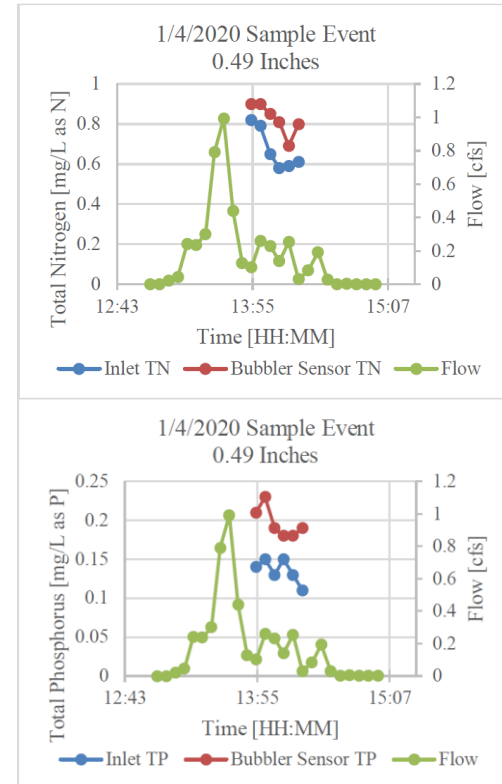 1/4/2020 Sample Event
0.49 Inches
1
0.8
0.6
0.4
0.2
0
Total Nitrogen [mg/L as N]
1.2
1
0.8
0.6
0.4
0.2
0
Flow [cfs]
12:43 13:55 15:07
Time [HH:MM]
Inlet TN Bubbler Sensor TN Flow
1/4/2020 Sample Event
0.49 Inches
0.25
0.2
0.15
0.1
0.05
0
Total Phosphorus [mg/L as P]
1.2
1
0.8
0.6
0.4
0.2
0
Flow [cfs]
12:43 13:55 15:07
Time [HH:MM]
Inlet TP Bubbler Sensor TP Flow